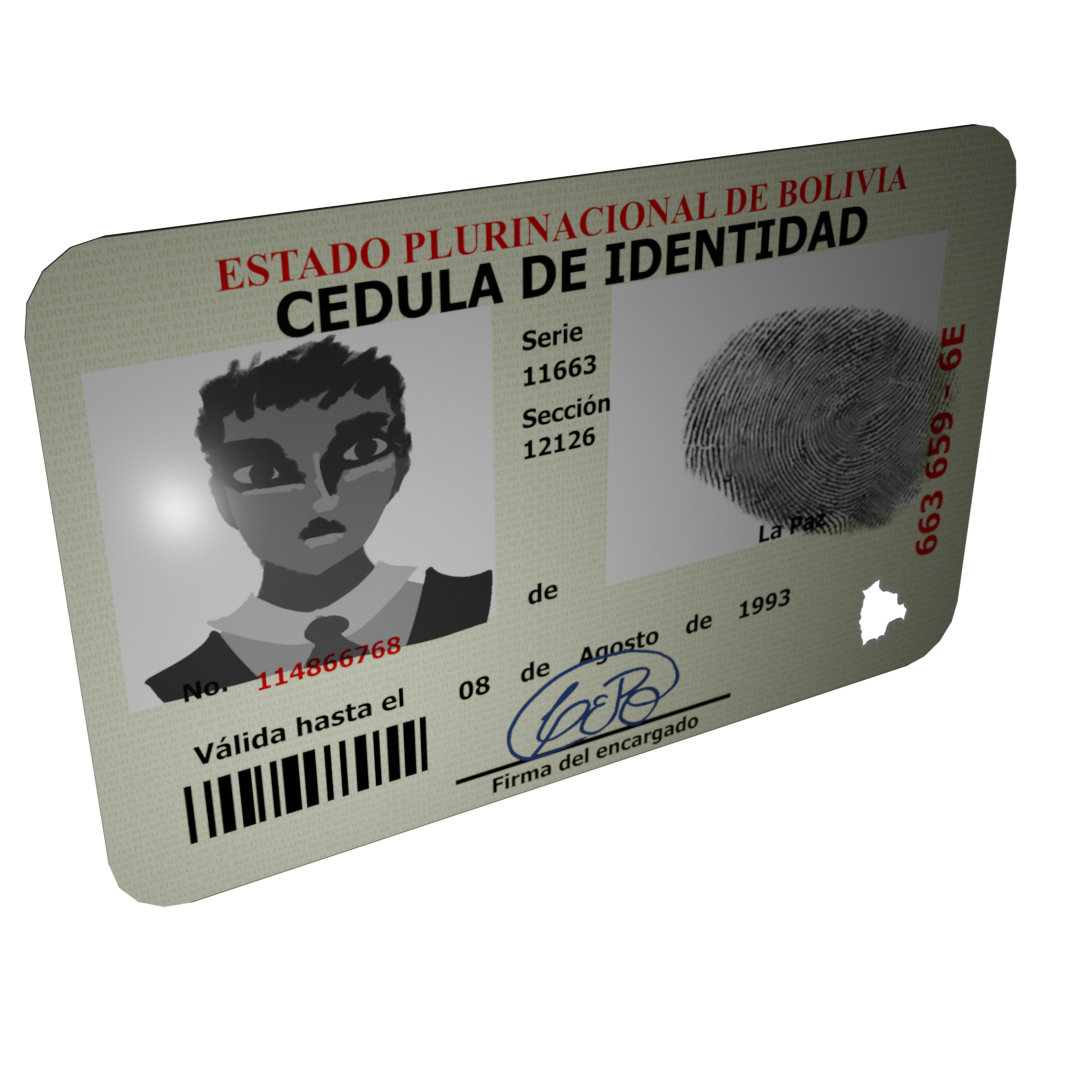 ESTADO PLURINACIONAL DE BOLIVIA
CEDULA DE IDENTIDAD
Serie
11663
Sección
12126
663 659 - 6E
La Paz
de
No. 114866768
Válida hasta el 08 de Agosto de 1993
Firma del encargado